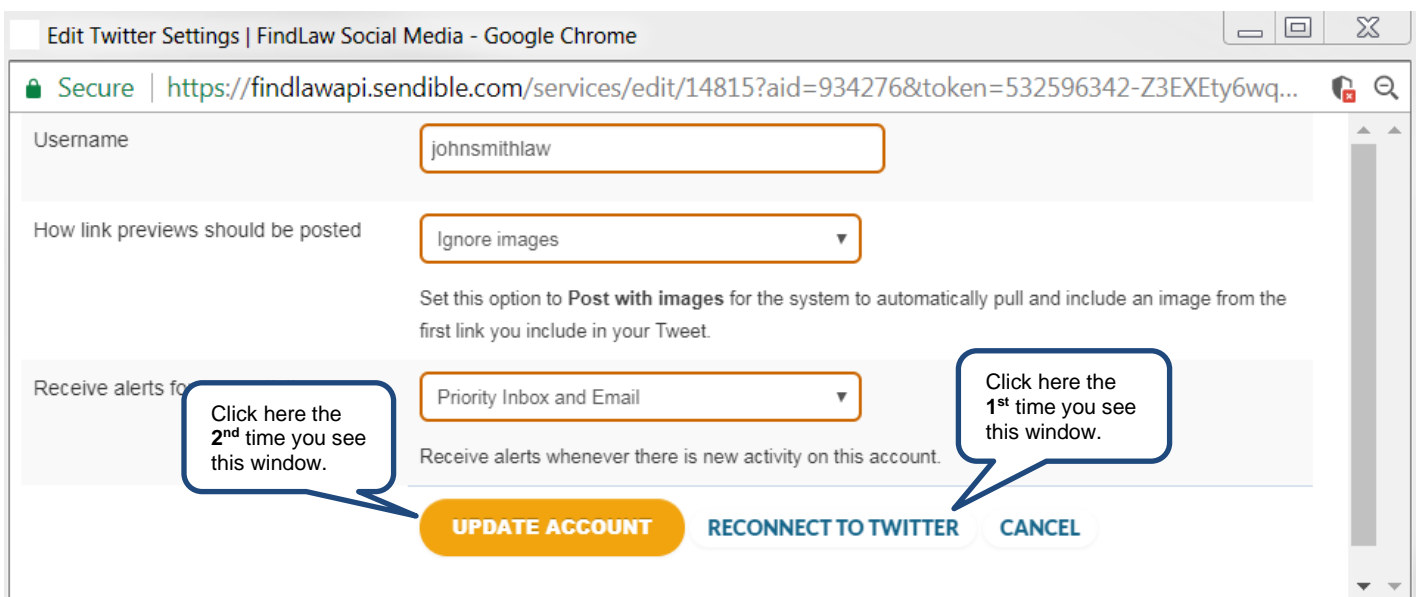 Edit Twitter Settings | FindLaw Social Media - Google Chrome
Secure | https://findlawapi.sendible.com/services/edit/14815?aid=934276&token=532596342-Z3EXEty6wq...
Username
johnsmithlaw
How link previews should be posted
Ignore images
Set this option to Post with images for the system to automatically pull and include an image from the
first link you include in your Tweet.
Receive alerts fo
Priority Inbox and Email
Receive alerts whenever there is new activity on this account.
Click here the
2nd time you see
this window.
Click here the
1st time you see
this window.
UPDATE ACCOUNT
RECONNECT TO TWITTER
CANCEL